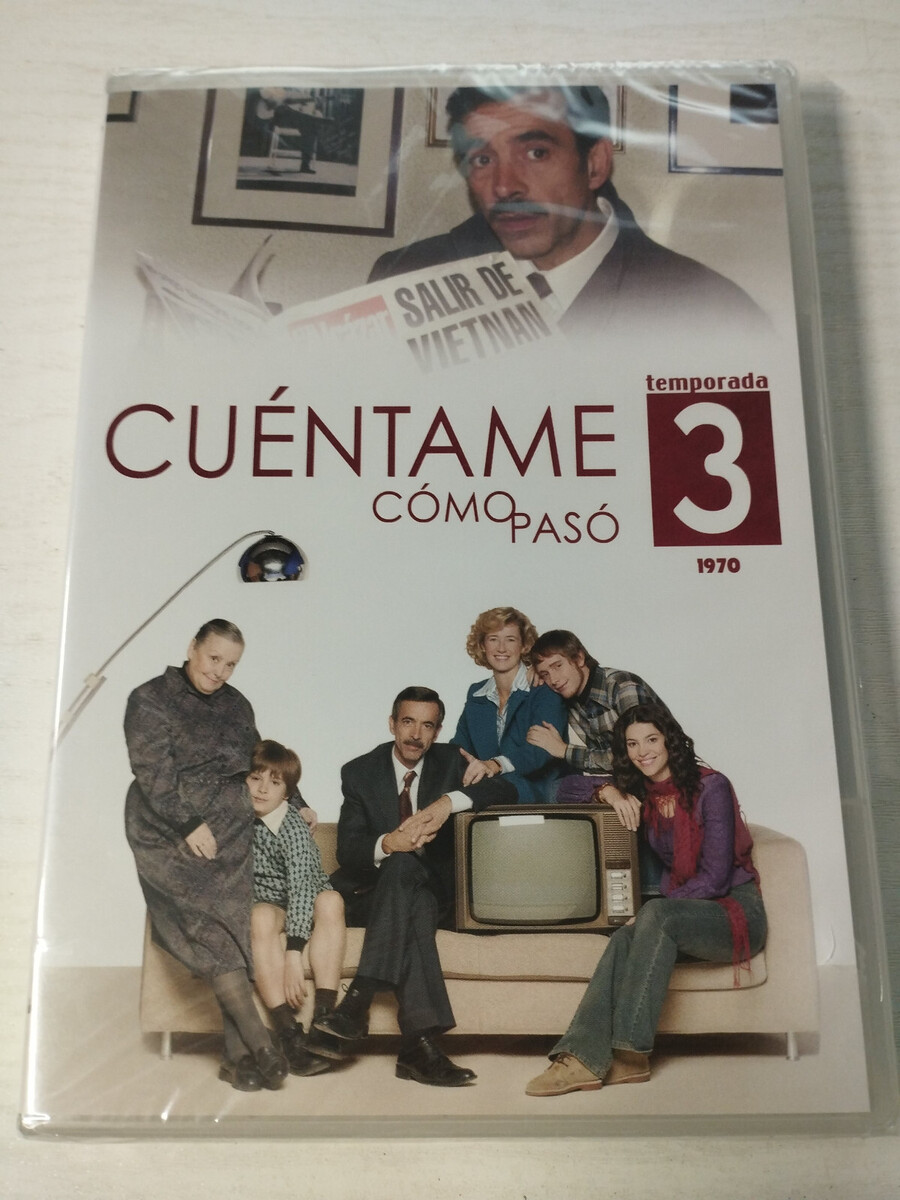 SALIR DE
VIETNAN
CUÉNTAME
CÓMO PASÓ
temporada
3
1970